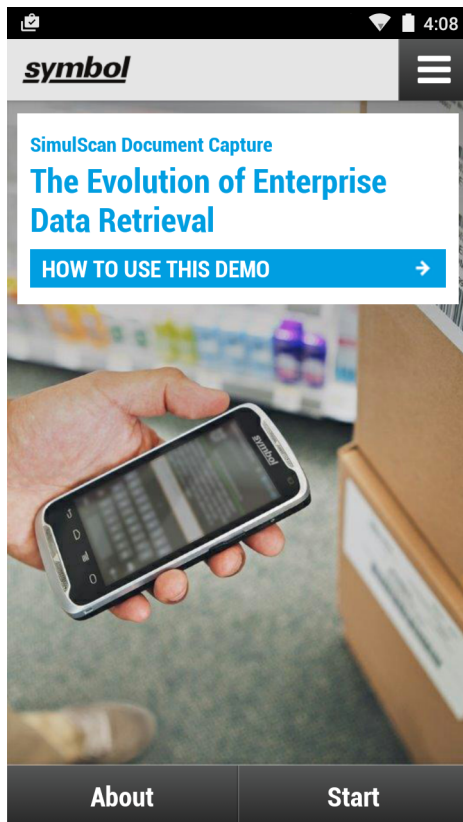 4:08
symbol
SimulScan Document Capture
The Evolution of Enterprise
Data Retrieval
HOW TO USE THIS DEMO
symbol
About
Start